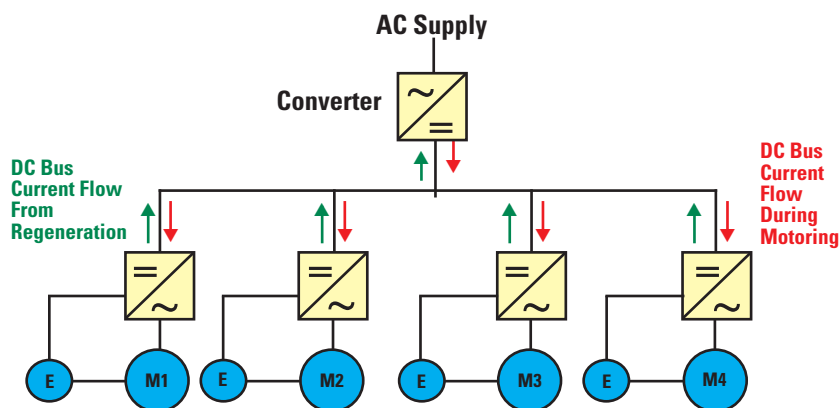 AC Supply
Converter
DC Bus
Current Flow
From
Regeneration
DC Bus
Current
Flow
During
Motoring
E
M1
E
M2
E
M3
E
M4